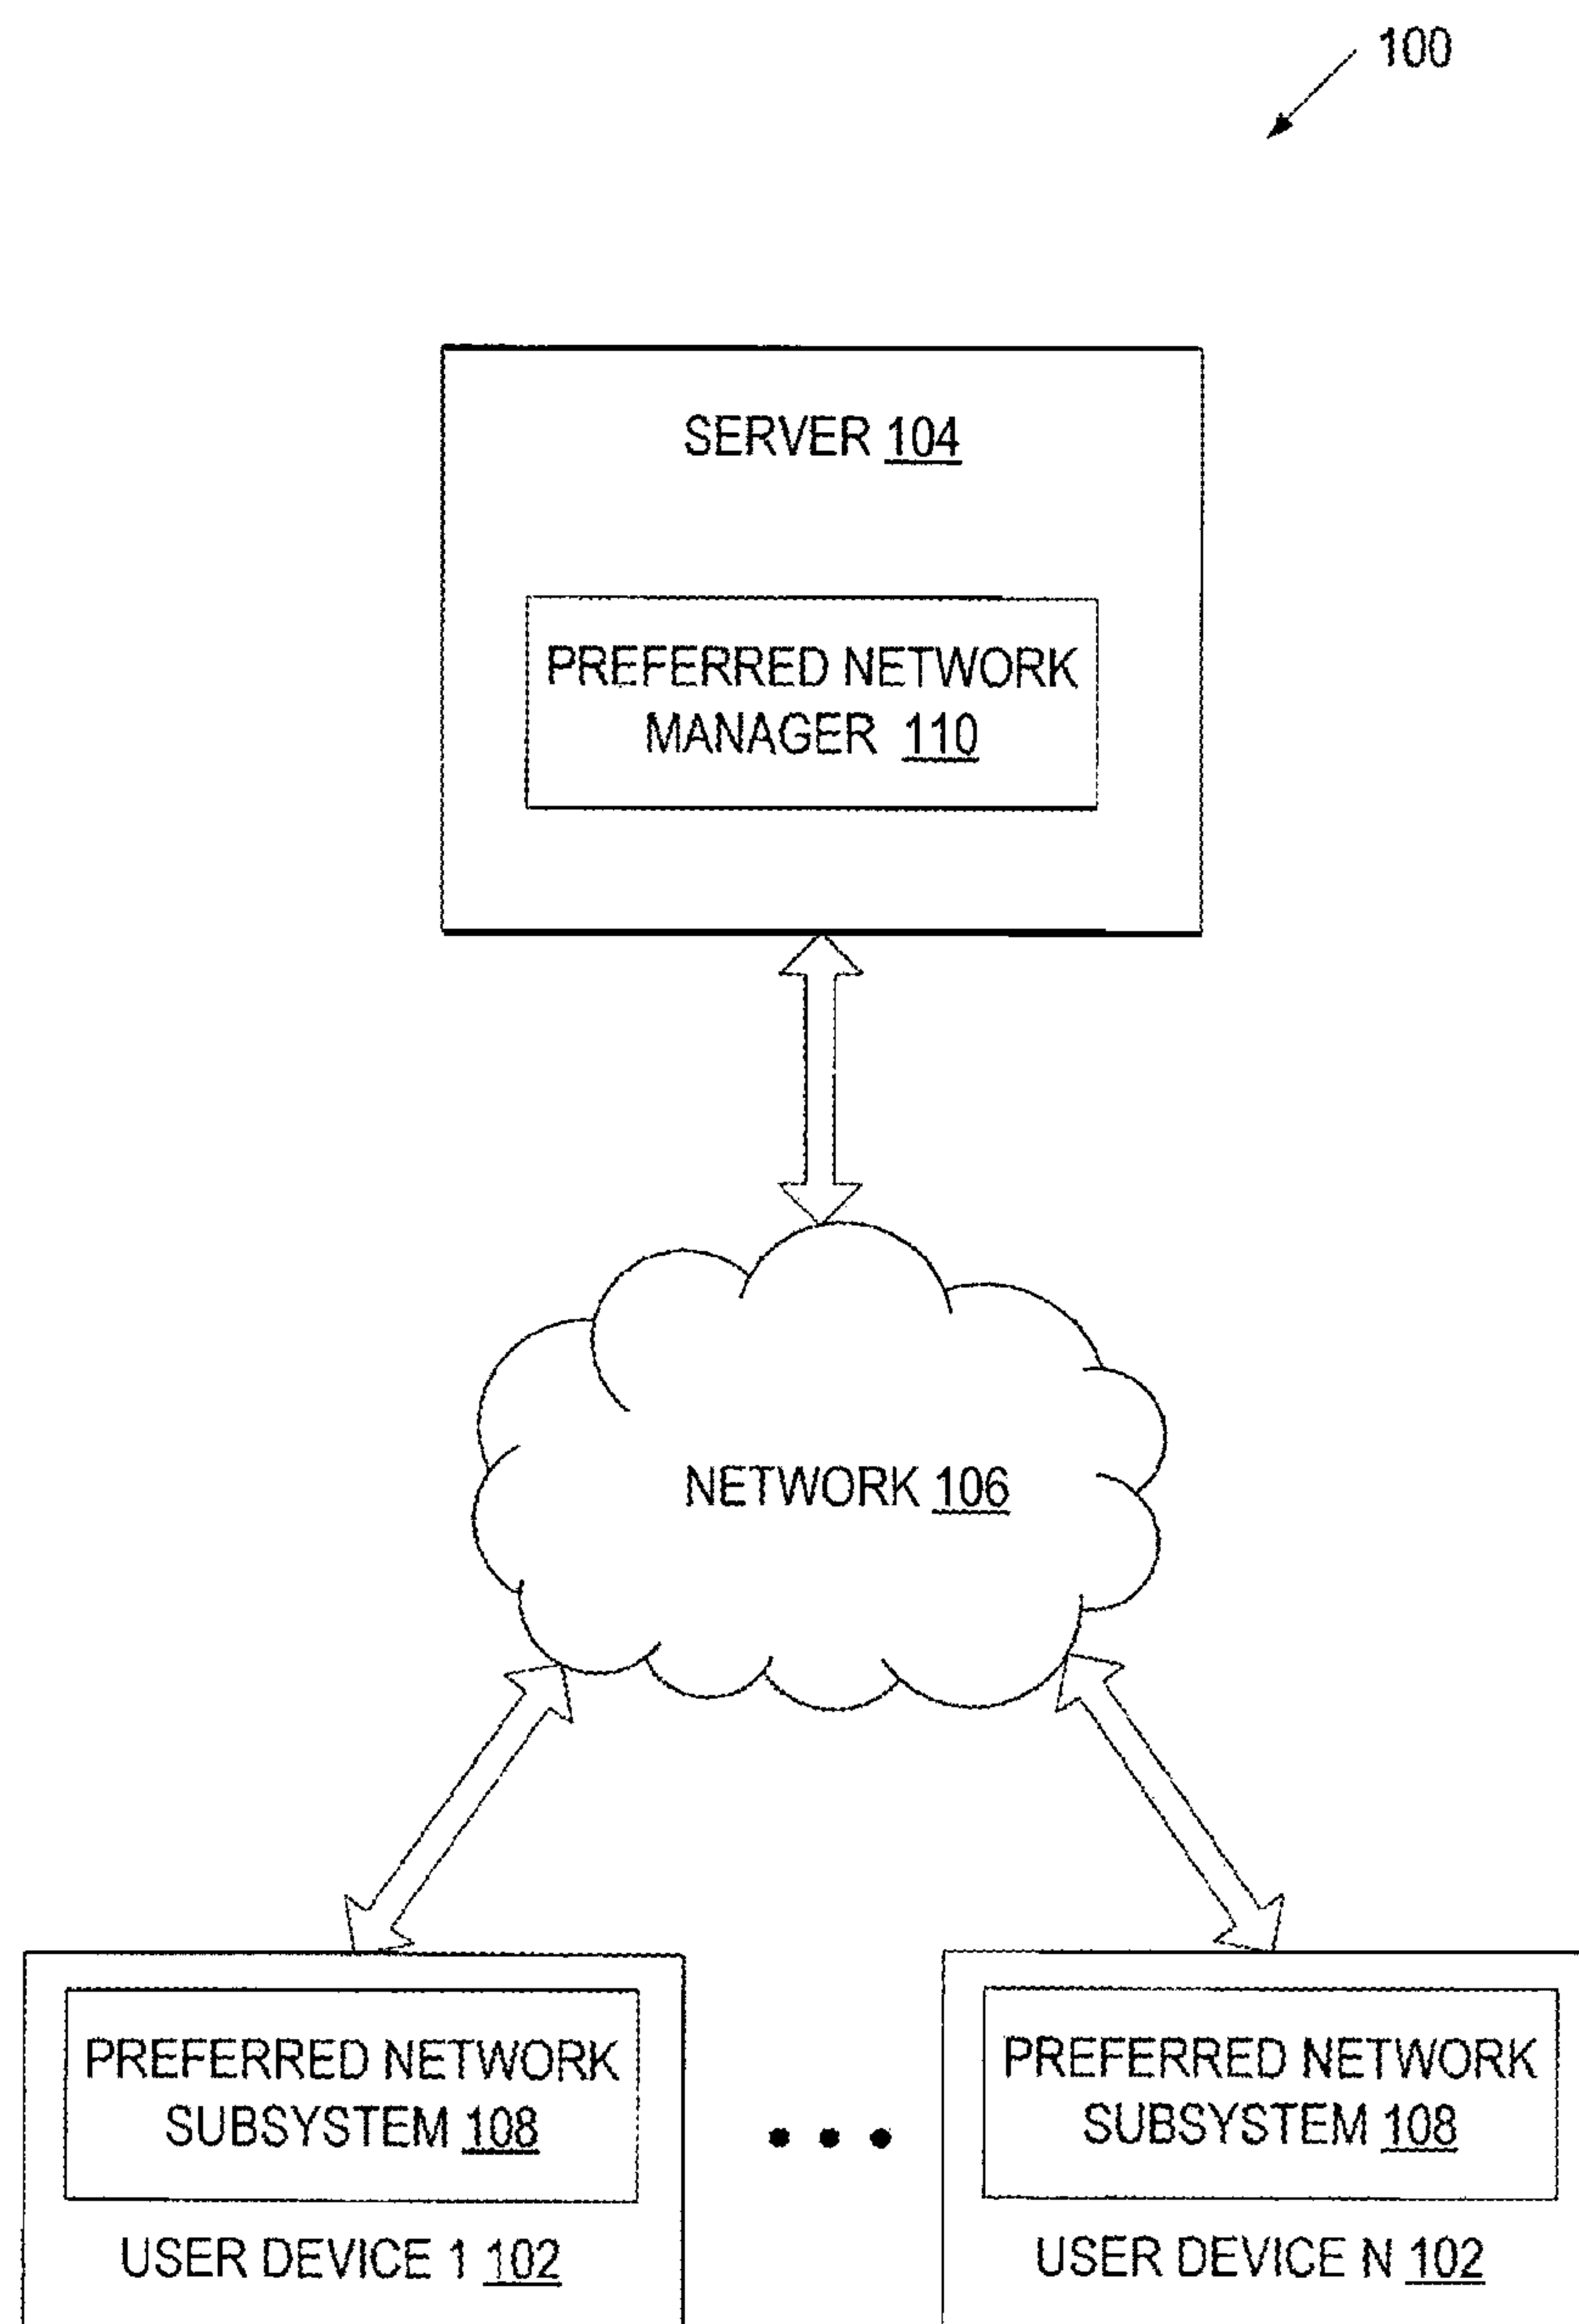 100
SERVER 104
PREFERRED NETWORK
MANAGER 110
NETWORK 106
PREFERRED NETWORK
SUBSYSTEM 108
USER DEVICE 1 102
PREFERRED NETWORK
SUBSYSTEM 108
USER DEVICE N 102